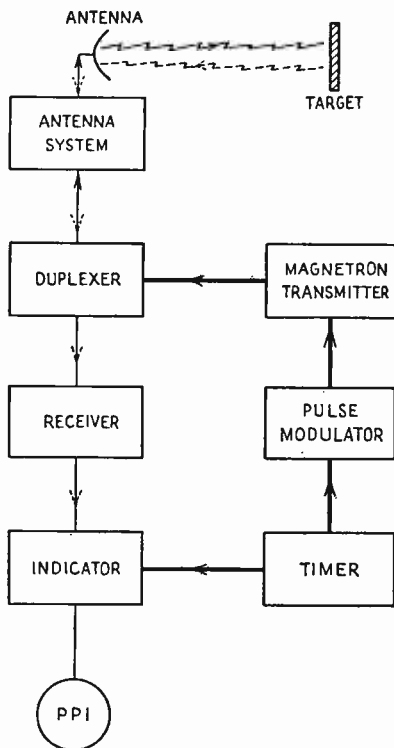 ANTENNA
TARGET
ANTENNA
SYSTEM
DUPLEXER
MAGNETRON
TRANSMITTER
RECEIVER
PULSE
MODULATOR
INDICATOR
TIMER
PPI